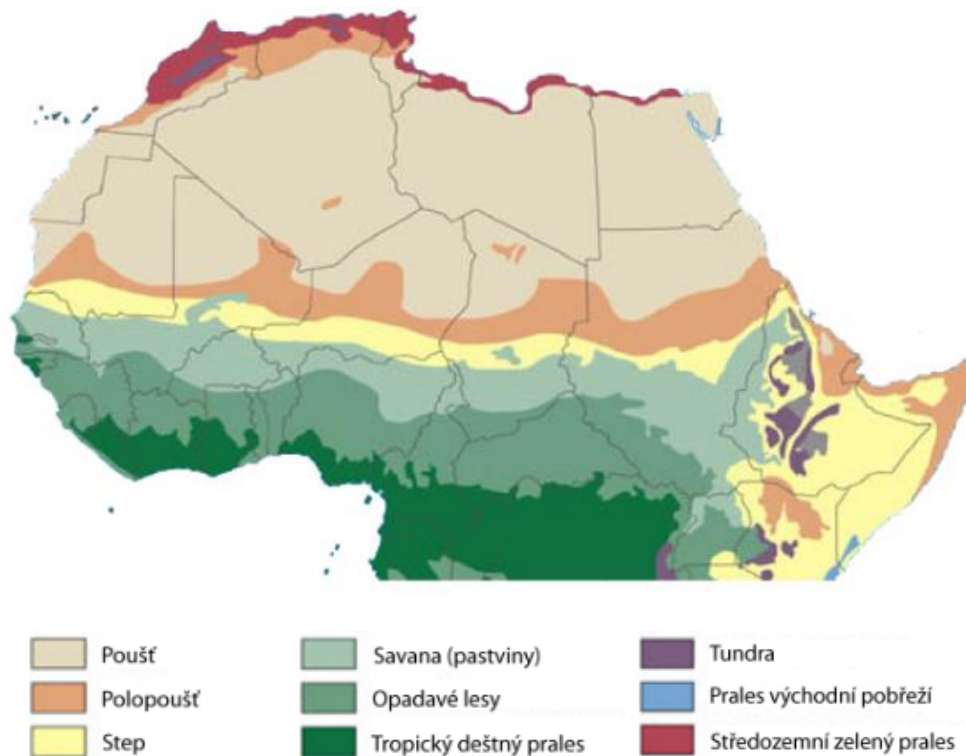 Poušť
Savana (pastviny)
Tundra
Polopoušť
Opadavé lesy
Prales východní pobřeží
Step
Tropický deštný prales
Středozemní zelený prales